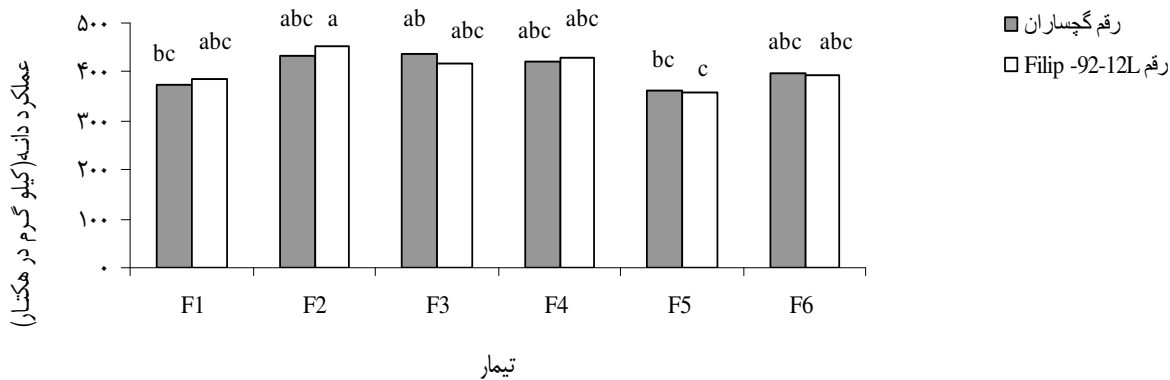 عملکرد دانه(کیلو گرم در هکتار)
۵۰۰
۴۰۰
۳۰۰
۲۰۰
۱۰۰
۰
bc abc
abc a
ab abc
abc abc
bc c
abc abc
F1 F2 F3 F4 F5 F6
تیمار
رقم گچساران
رقم Filip -92-12L